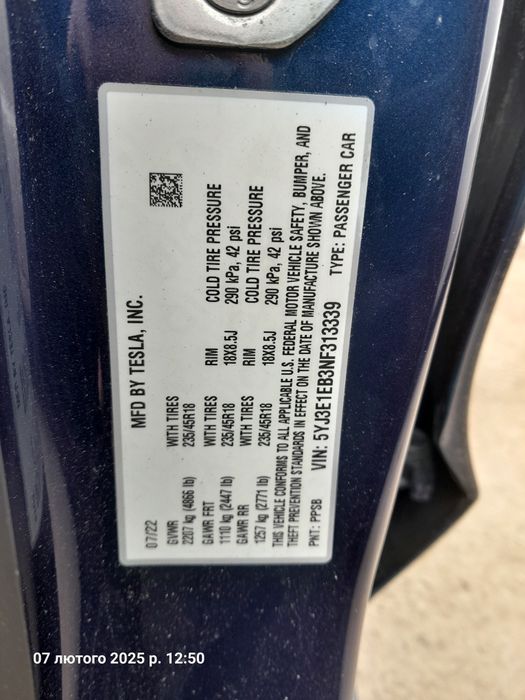 MFD BY TESLA, INC.
07/22
GVWR WITH TIRES RIM COLD TIRE PRESSURE
2207 kg (4866 lb) 235/45R18 18X8.5J 290 kPa, 42 psi
GAWR FRT WITH TIRES RIM COLD TIRE PRESSURE
1110 kg (2447 lb) 235/45R18 18X8.5J 290 kPa, 42 psi
GAWR RR
1257 kg (2771 lb)
THIS VEHICLE CONFORMS TO ALL APPLICABLE U.S. FEDERAL MOTOR VEHICLE SAFETY, BUMPER, AND
THEFT PREVENTION STANDARDS IN EFFECT ON THE DATE OF MANUFACTURE SHOWN ABOVE.
VIN: 5YJ3E1EB3NF313339 TYPE: PASSENGER CAR
PNT: PPSB
07 лютого 2025 р. 12:50